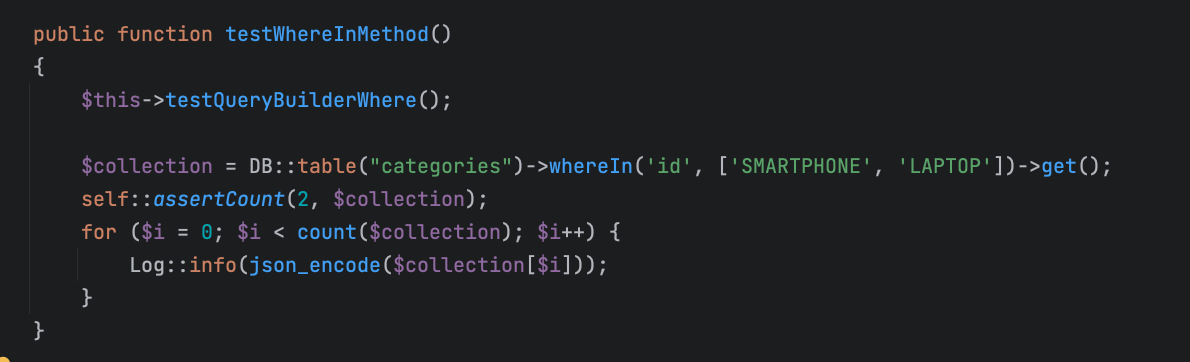 public function testWhereInMethod()
{
    $this->testQueryBuilderWhere();

    $collection = DB::table("categories")->whereIn('id', ['SMARTPHONE', 'LAPTOP'])->get();
    self::assertCount(2, $collection);
    for ($i = 0; $i < count($collection); $i++) {
        Log::info(json_encode($collection[$i]));
    }
}